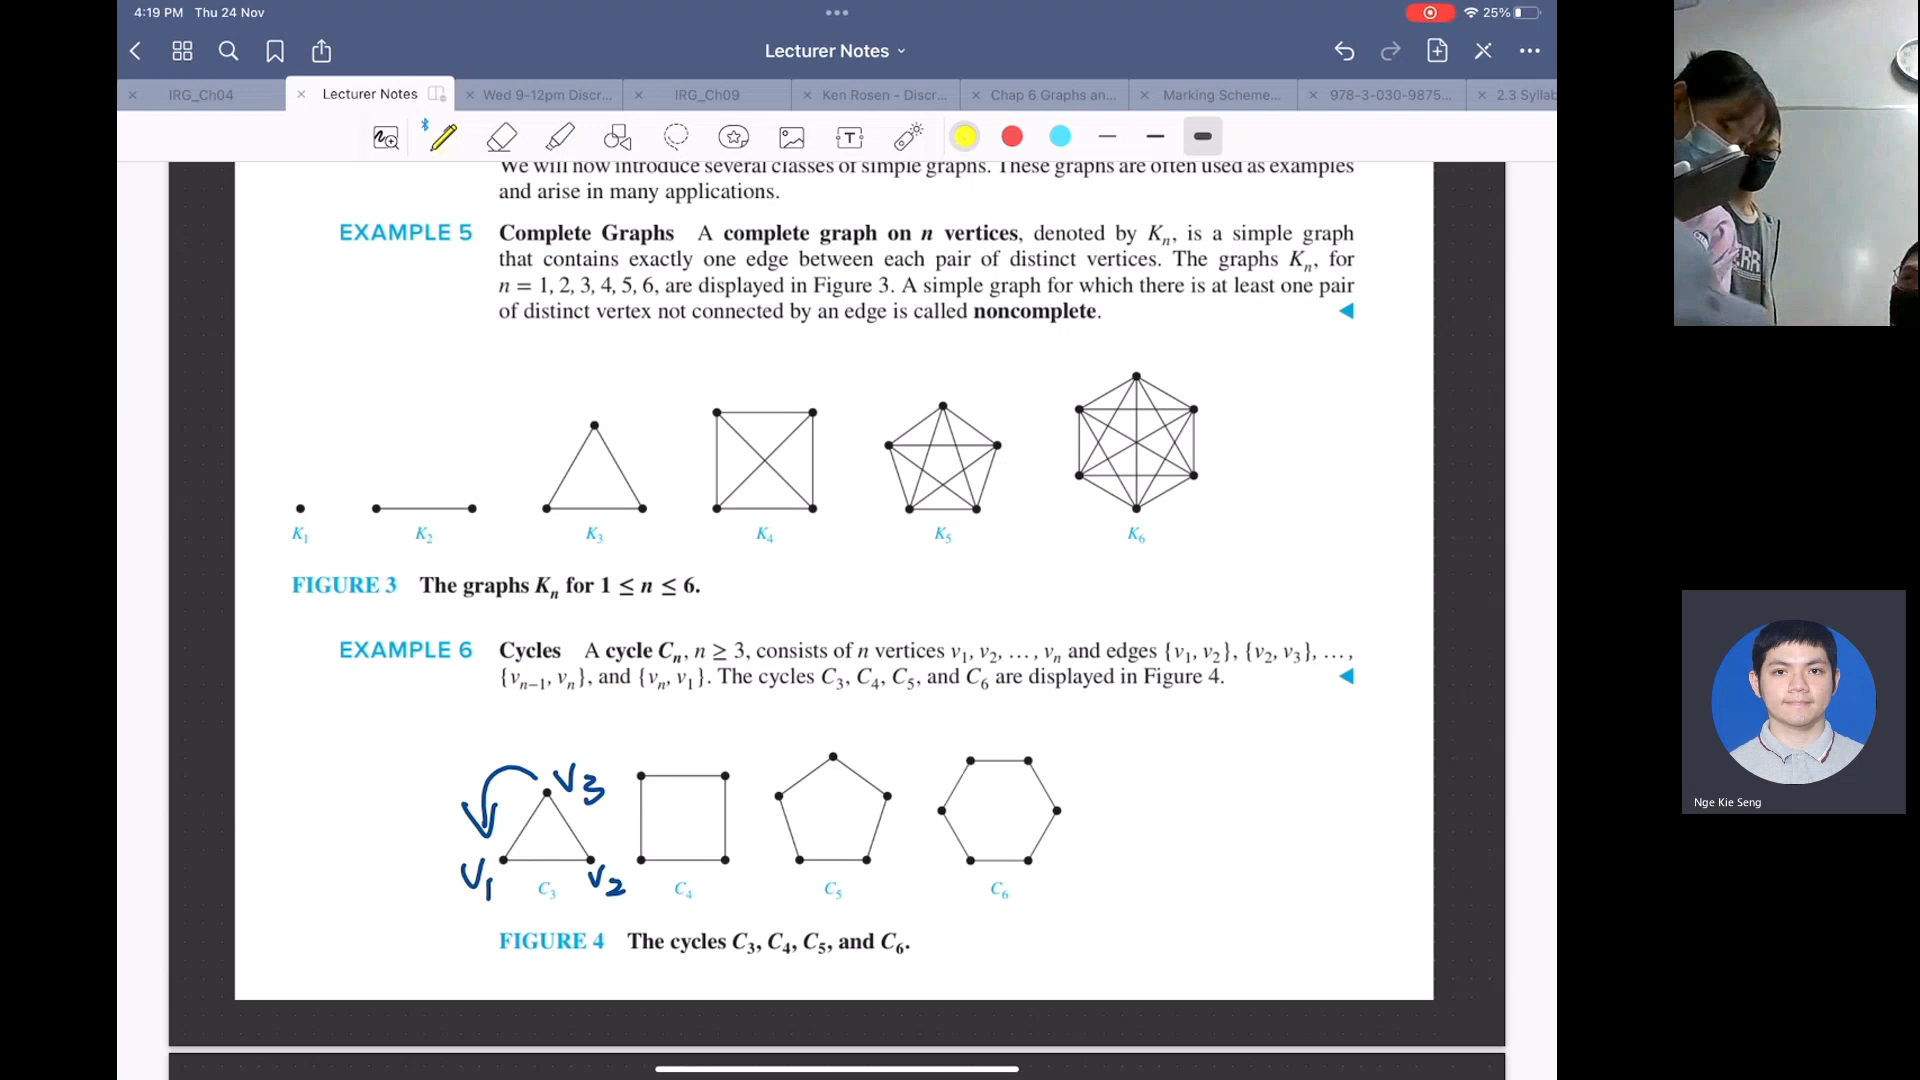 4:19 PM Thu 24 Nov
25%
Lecturer Notes
IRG_Ch04
Lecturer Notes
Wed 9-12pm Discr...
IRG_Ch09
Ken Rosen - Discr...
Chap 6 Graphs an...
Marking Scheme...
978-3-030-9875...
2.3 Syllab
We will now introduce several classes of simple graphs. These graphs are often used as examples
and arise in many applications.
EXAMPLE 5 Complete Graphs A complete graph on n vertices, denoted by Kₙ, is a simple graph
that contains exactly one edge between each pair of distinct vertices. The graphs Kₙ, for
n = 1, 2, 3, 4, 5, 6, are displayed in Figure 3. A simple graph for which there is at least one pair
of distinct vertex not connected by an edge is called noncomplete.
K₁ K₂ K₃ K₄ K₅ K₆
FIGURE 3 The graphs Kₙ for 1 ≤ n ≤ 6.
EXAMPLE 6 Cycles A cycle Cₙ, n ≥ 3, consists of n vertices v₁, v₂, …, vₙ and edges {v₁, v₂}, {v₂, v₃}, …,
{vₙ₋₁, vₙ}, and {vₙ, v₁}. The cycles C₃, C₄, C₅, and C₆ are displayed in Figure 4.
V3
V1
V2
C₃ C₄ C₅ C₆
FIGURE 4 The cycles C₃, C₄, C₅, and C₆.
Nge Kie Seng